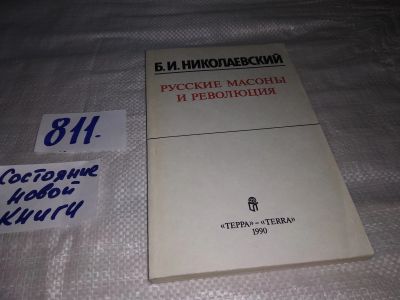 811.
Состояние
новой
книги
Б. И. НИКОЛАЕВСКИЙ
РУССКИЕ МАСОНЫ
И РЕВОЛЮЦИЯ
«ТЕРРА» – «TERRA»
1990